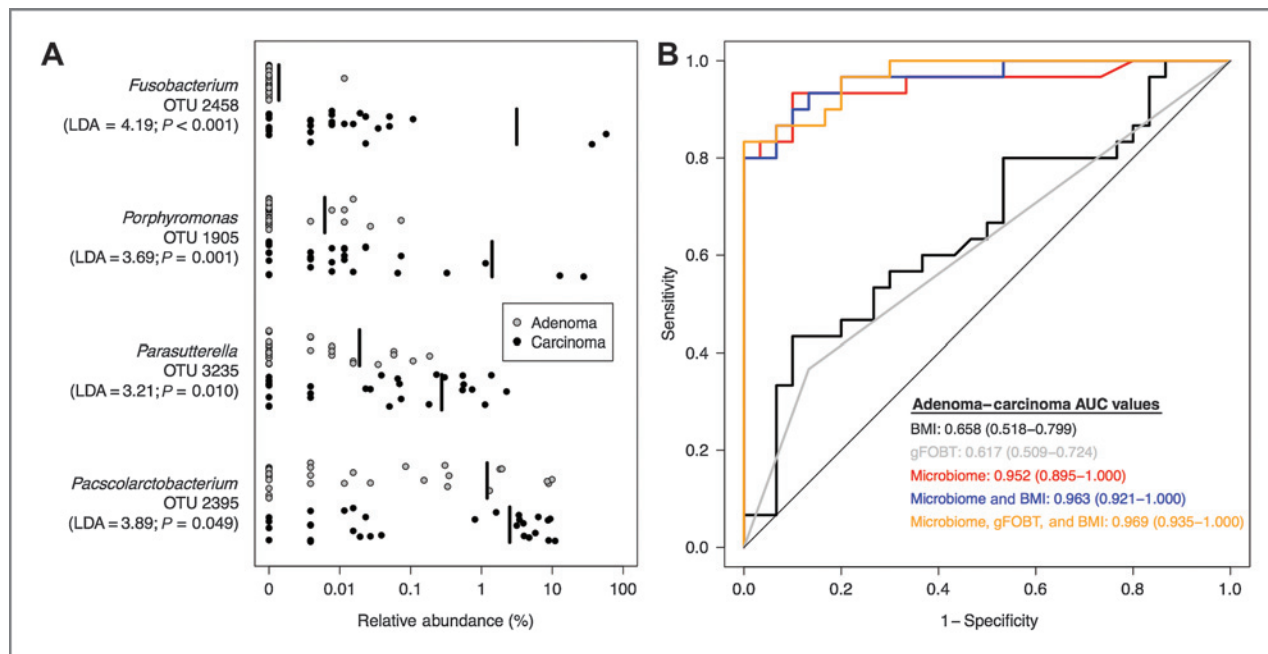 A
Fusobacterium
OTU 2458
(LDA = 4.19; P < 0.001)
Porphyromonas
OTU 1905
(LDA=3.69; P = 0.001)
Parasutterella
OTU 3235
(LDA=3.21; P = 0.010)
Pacscolarctobacterium
OTU 2395
(LDA=3.89; P = 0.049)
Adenoma
Carcinoma
0 0.01 0.1 1 10 100
Relative abundance (%)
B
1.0
0.8
0.6
0.4
0.2
0.0
Sensitivity
Adenoma–carcinoma AUC values
BMI: 0.658 (0.518–0.799)
gFOBT: 0.617 (0.509–0.724)
Microbiome: 0.952 (0.895–1.000)
Microbiome and BMI: 0.963 (0.921–1.000)
Microbiome, gFOBT, and BMI: 0.969 (0.935–1.000)
0.0 0.2 0.4 0.6 0.8 1.0
1 – Specificity